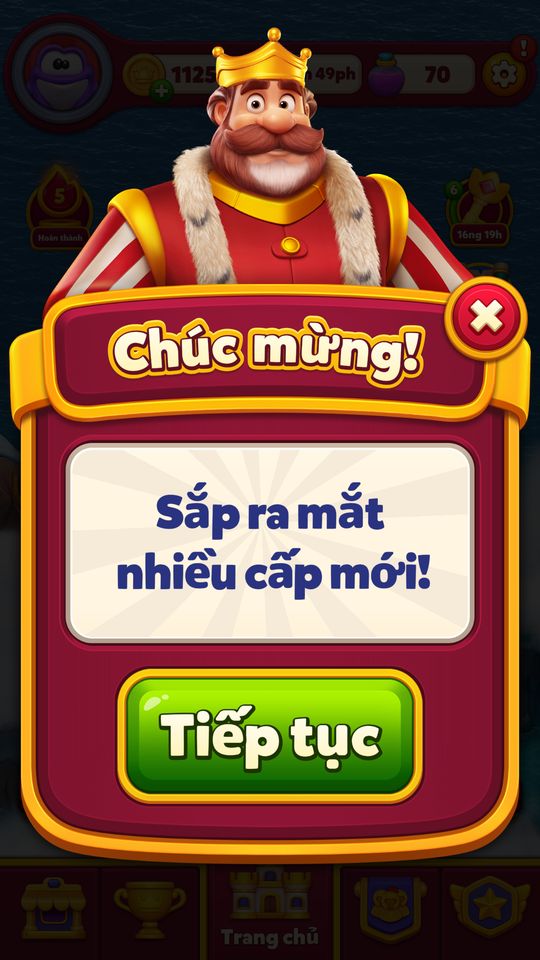 1125
49ph
70
!
5
Hoàn thành
6
16ng 19h
Chúc mừng!
Sắp ra mắt
nhiều cấp mới!
Tiếp tục
Trang chủ